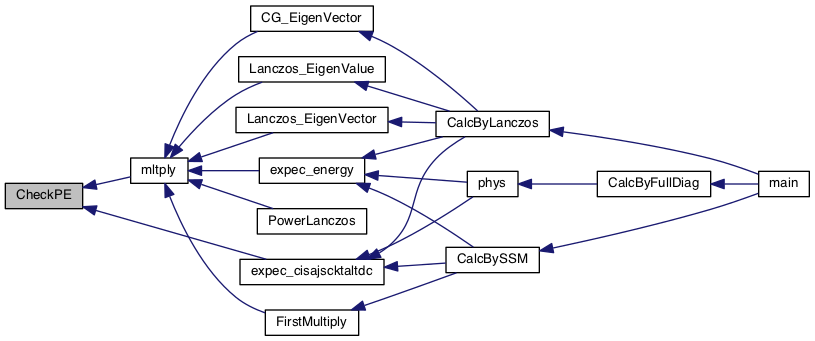 CG_EigenVector
Lanczos_EigenValue
Lanczos_EigenVector
CalcByLanczos
mltply
expec_energy
phys
CalcByFullDiag
main
CheckPE
PowerLanczos
CalcBySSM
expec_cisajscktaltdc
FirstMultiply